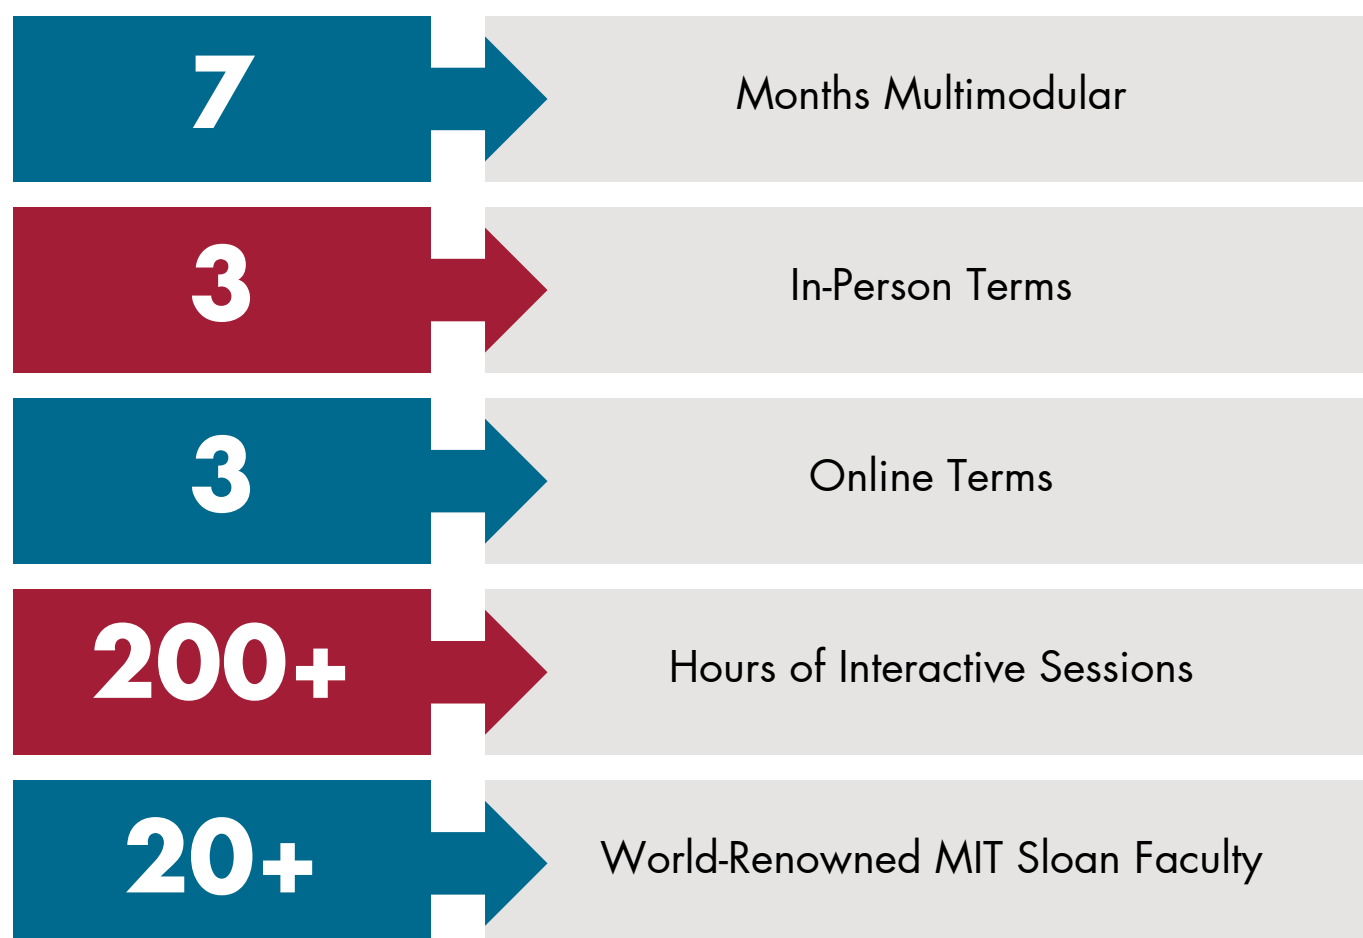 7
Months Multimodular
3
In-Person Terms
3
Online Terms
200+
Hours of Interactive Sessions
20+
World-Renowned MIT Sloan Faculty